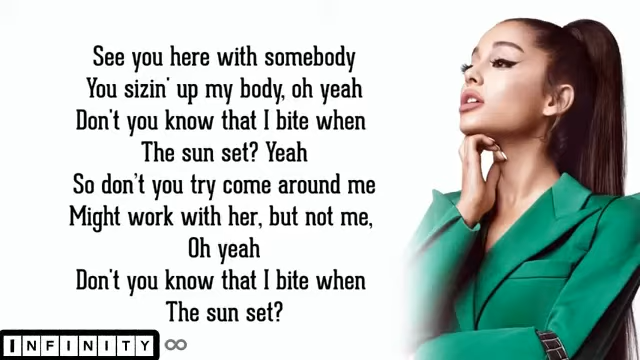 See you here with somebody
You sizin' up my body, oh yeah
Don't you know that I bite when
The sun set? Yeah
So don’t you try come around me
Might work with her, but not me,
Oh yeah
Don't you know that I bite when
The sun set?
INFINITY ∞